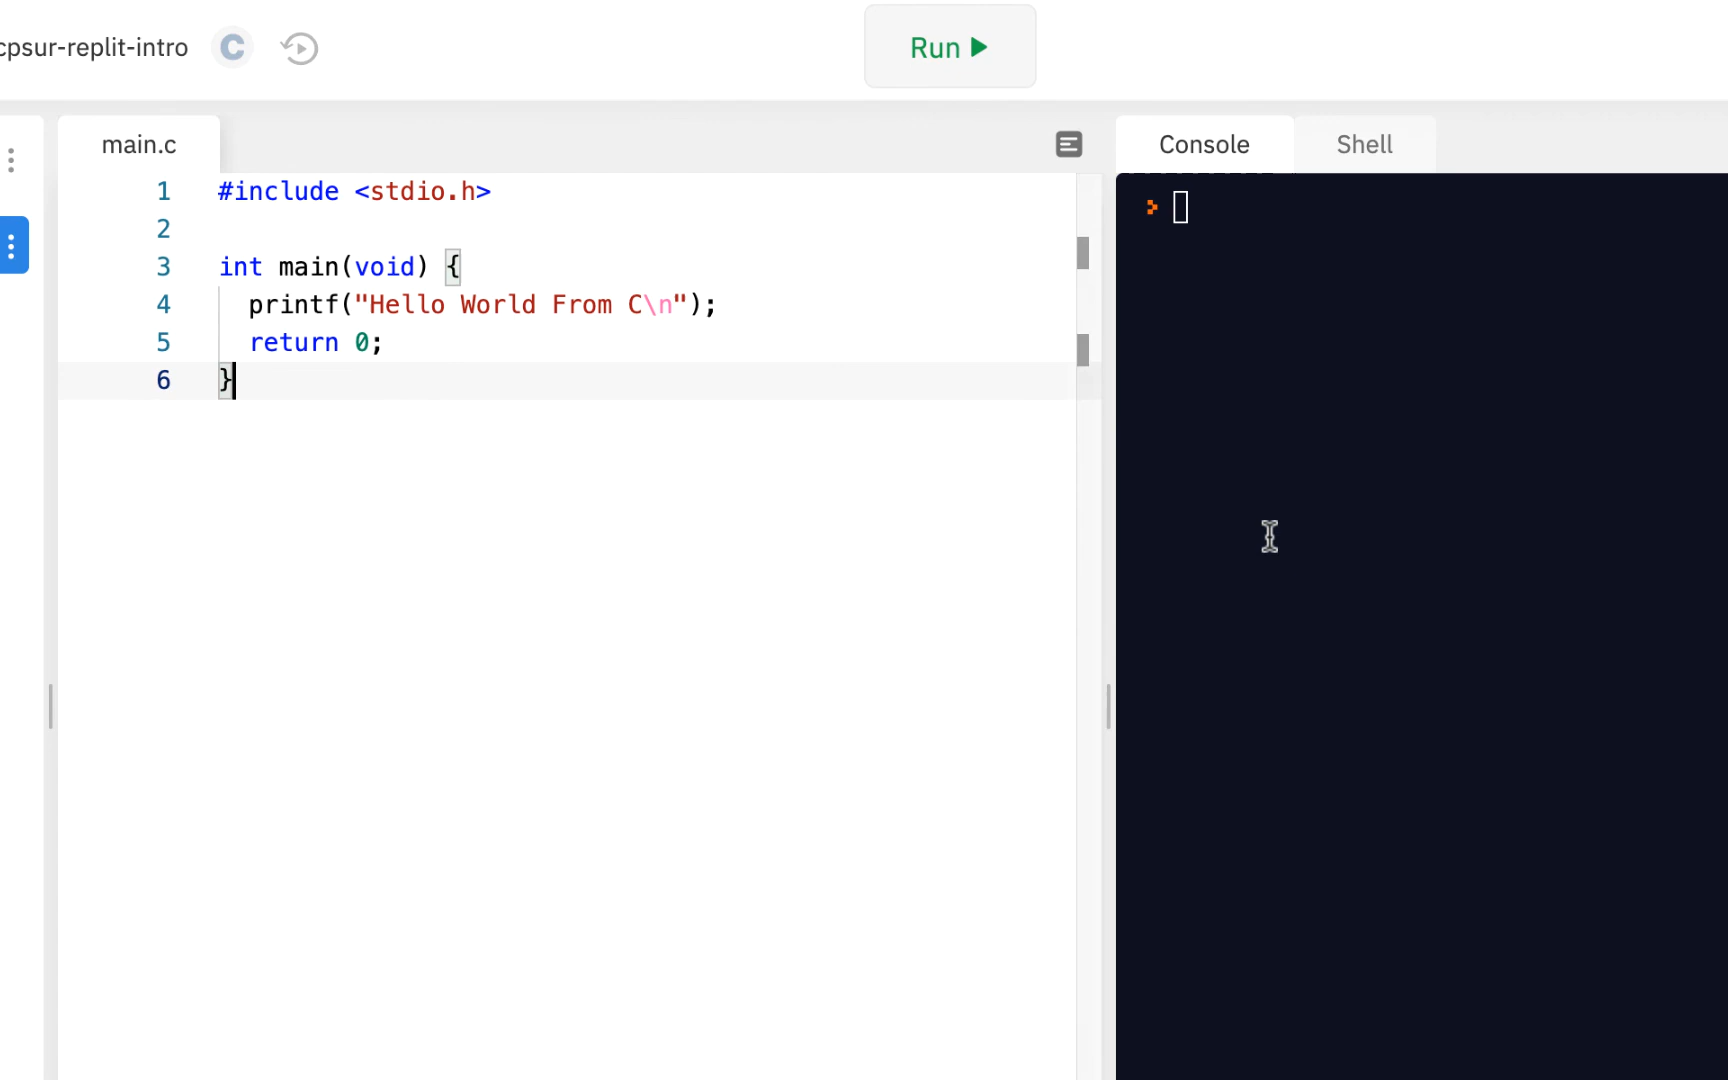 cpsur-replit-intro C Run
main.c Console Shell
1 #include <stdio.h>
2
3 int main(void) {
4 printf("Hello World From C\n");
5 return 0;
6 }